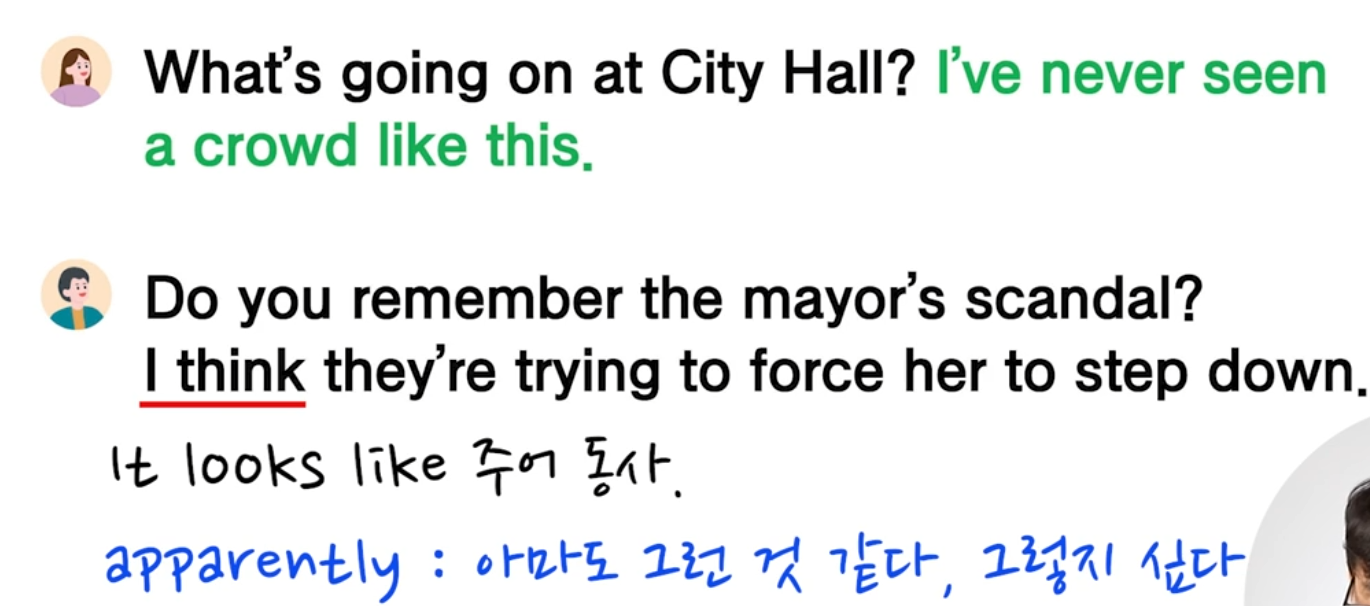 What's going on at City Hall? I've never seen
a crowd like this.
Do you remember the mayor's scandal?
I think they're trying to force her to step down.
It looks like 주어 동사.
apparently : 아마도 그런 것 같다, 그렇지 싶다